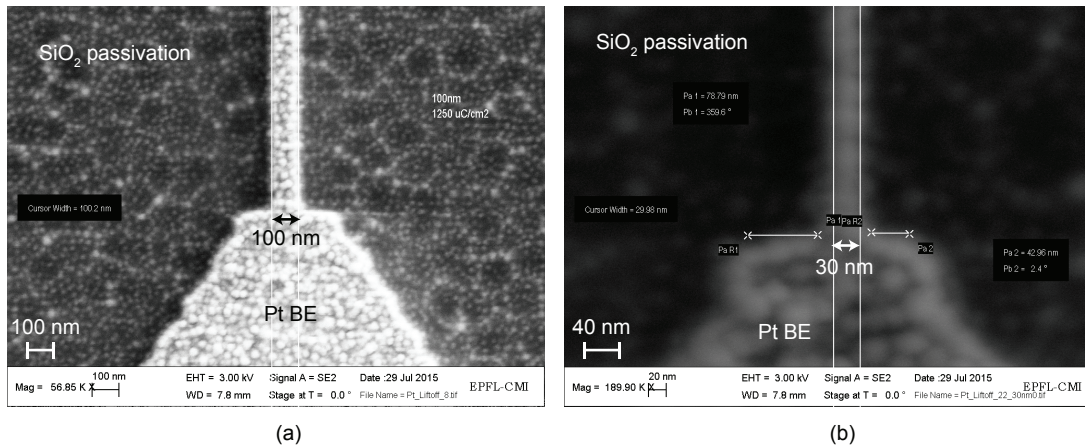 SiO2 passivation
100nm
1250 uC/cm2
Cursor Width = 100.2 nm
100 nm
Pt BE
100 nm
Mag = 56.85 K X
100 nm
EHT = 3.00 kV
Signal A = SE2
Date :29 Jul 2015
WD = 7.8 mm
Stage at T = 0.0 °
File Name = Pt_Liftoff_8.tif
EPFL-CMI
(a)
SiO2 passivation
Pa 1 = 78.79 nm
Pb 1 = 359.6 °
Cursor Width = 29.98 nm
Pa 1
Pa R2
Pa R1
Pa 2
30 nm
Pa 2 = 42.96 nm
Pb 2 = 2.4 °
Pt BE
40 nm
Mag = 189.90 K X
20 nm
EHT = 3.00 kV
Signal A = SE2
Date :29 Jul 2015
WD = 7.8 mm
Stage at T = 0.0 °
File Name = Pt_Liftoff_22_30nm0.tif
EPFL-CMI
(b)